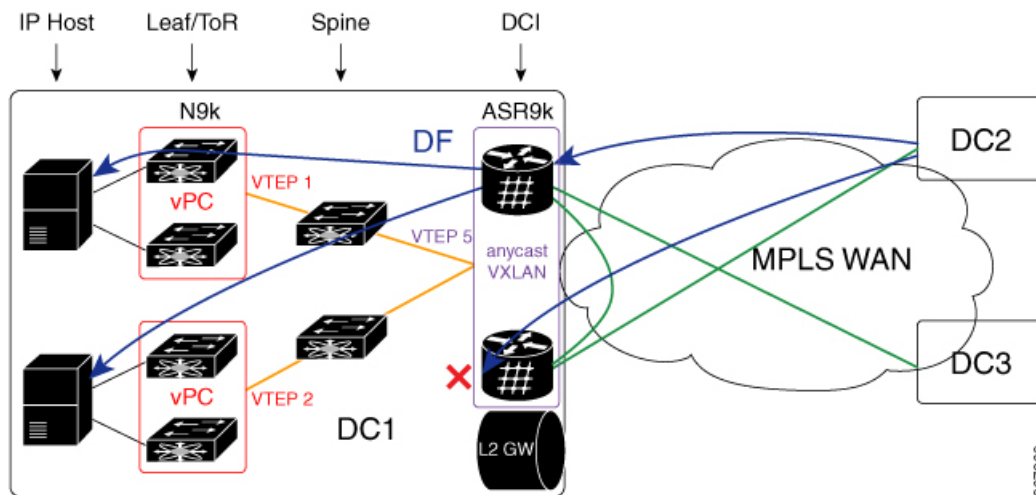 IP Host
Leaf/ToR
Spine
DCI
N9k
ASR9k
DF
DC2
VTEP 1
vPC
VTEP 5
anycast
VXLAN
MPLS WAN
DC3
vPC
VTEP 2
DC1
L2 GW